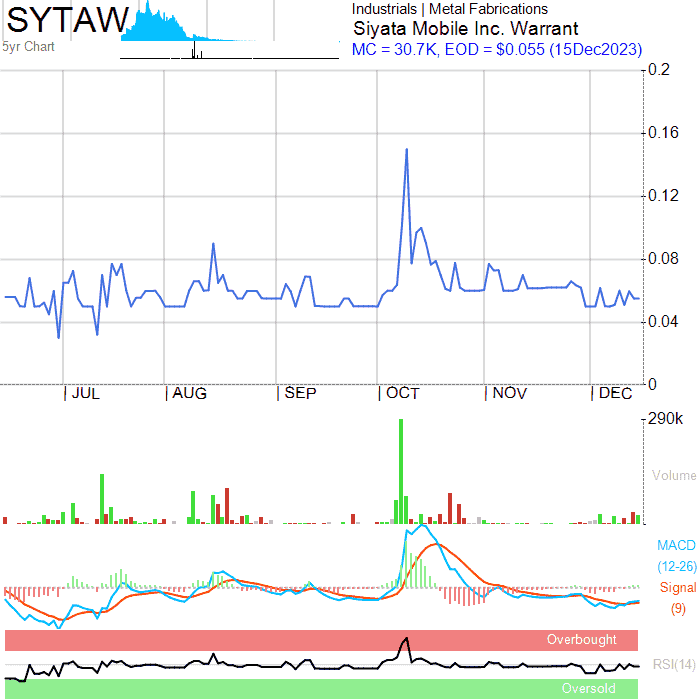 SYTAW
5yr Chart
Industrials | Metal Fabrications
Siyata Mobile Inc. Warrant
MC = 30.7K, EOD = $0.055 (15Dec2023)
0.2
0.16
0.12
0.08
0.04
0
JUL AUG SEP OCT NOV DEC
290k
Volume
MACD
(12-26)
Signal
(9)
Overbought
RSI(14)
Oversold